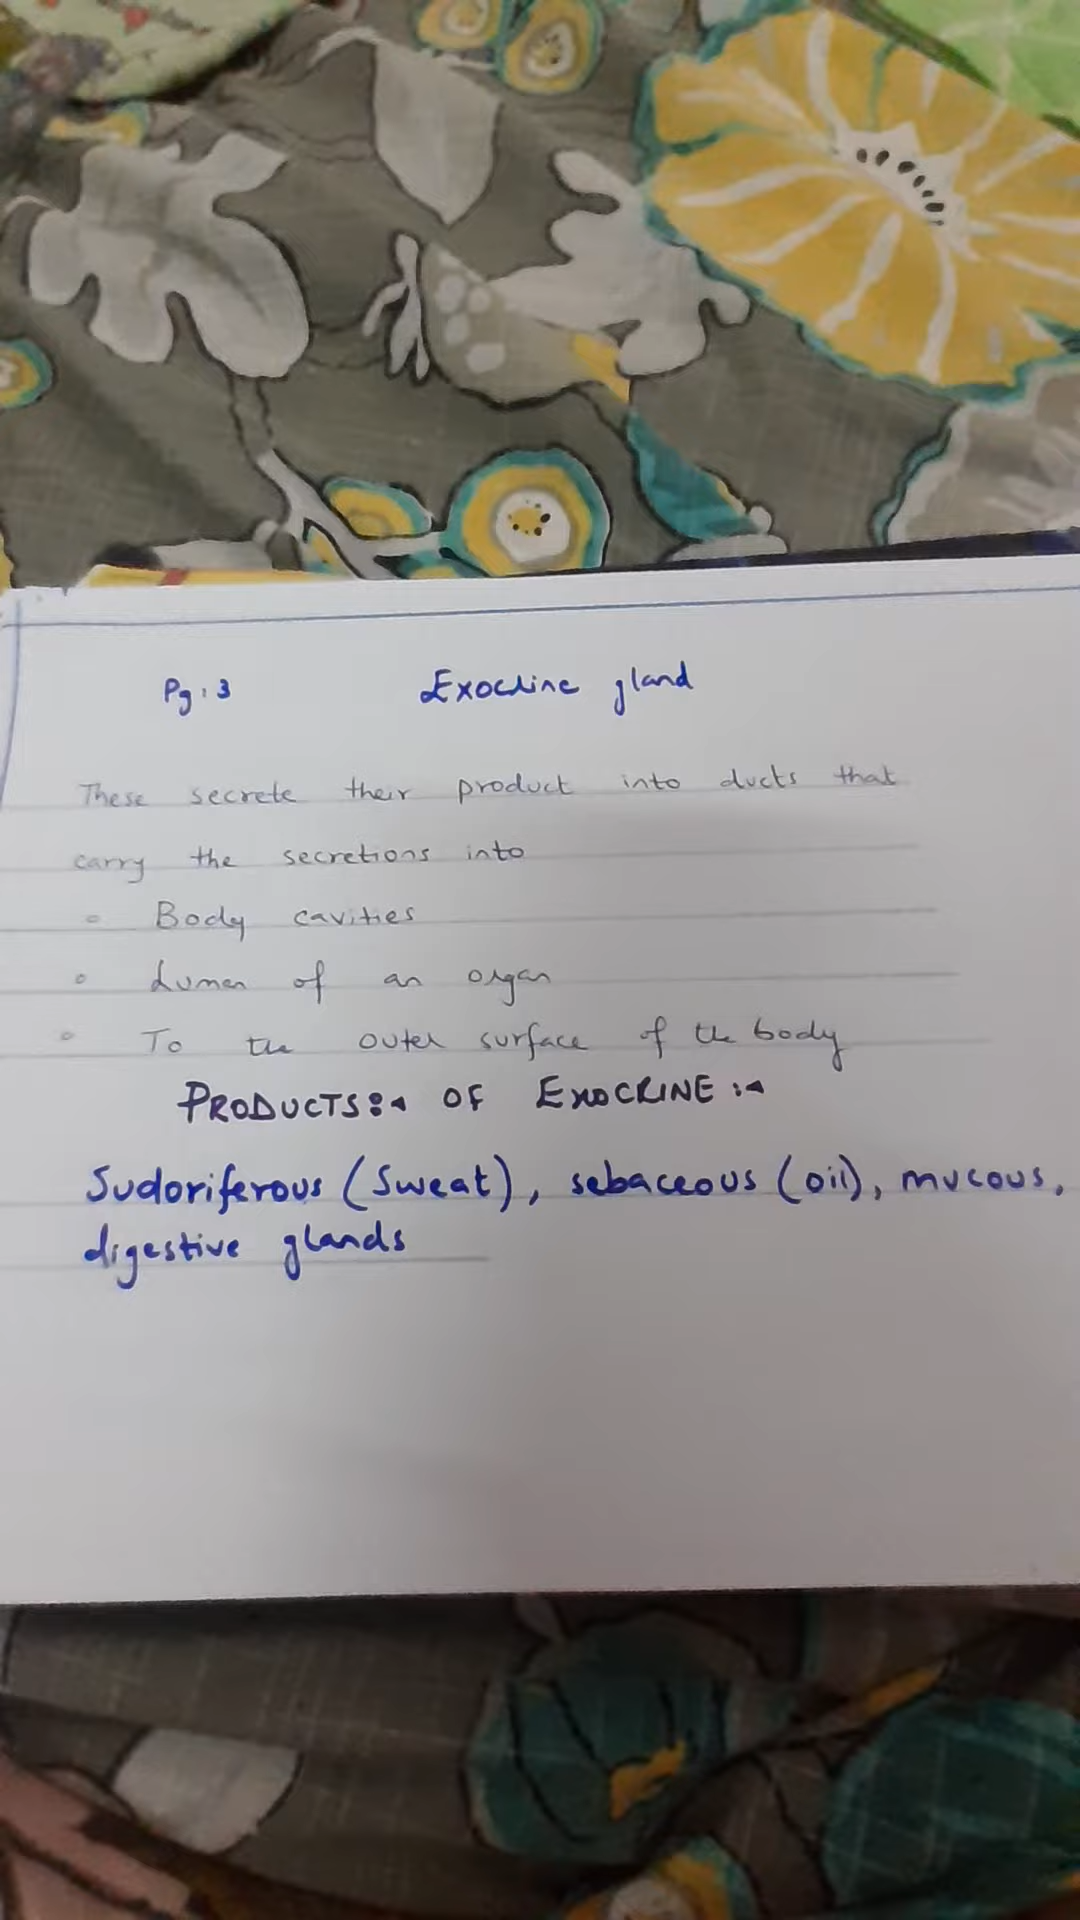 Pg: 3 Exocrine gland
These secrete their product into ducts that
carry the secretions into
◦ Body cavities
◦ Lumen of an organ
◦ To the outer surface of the body
PRODUCTS:- OF EXOCRINE :-
Sudoriferous (Sweat), sebaceous (oil), mucous,
digestive glands